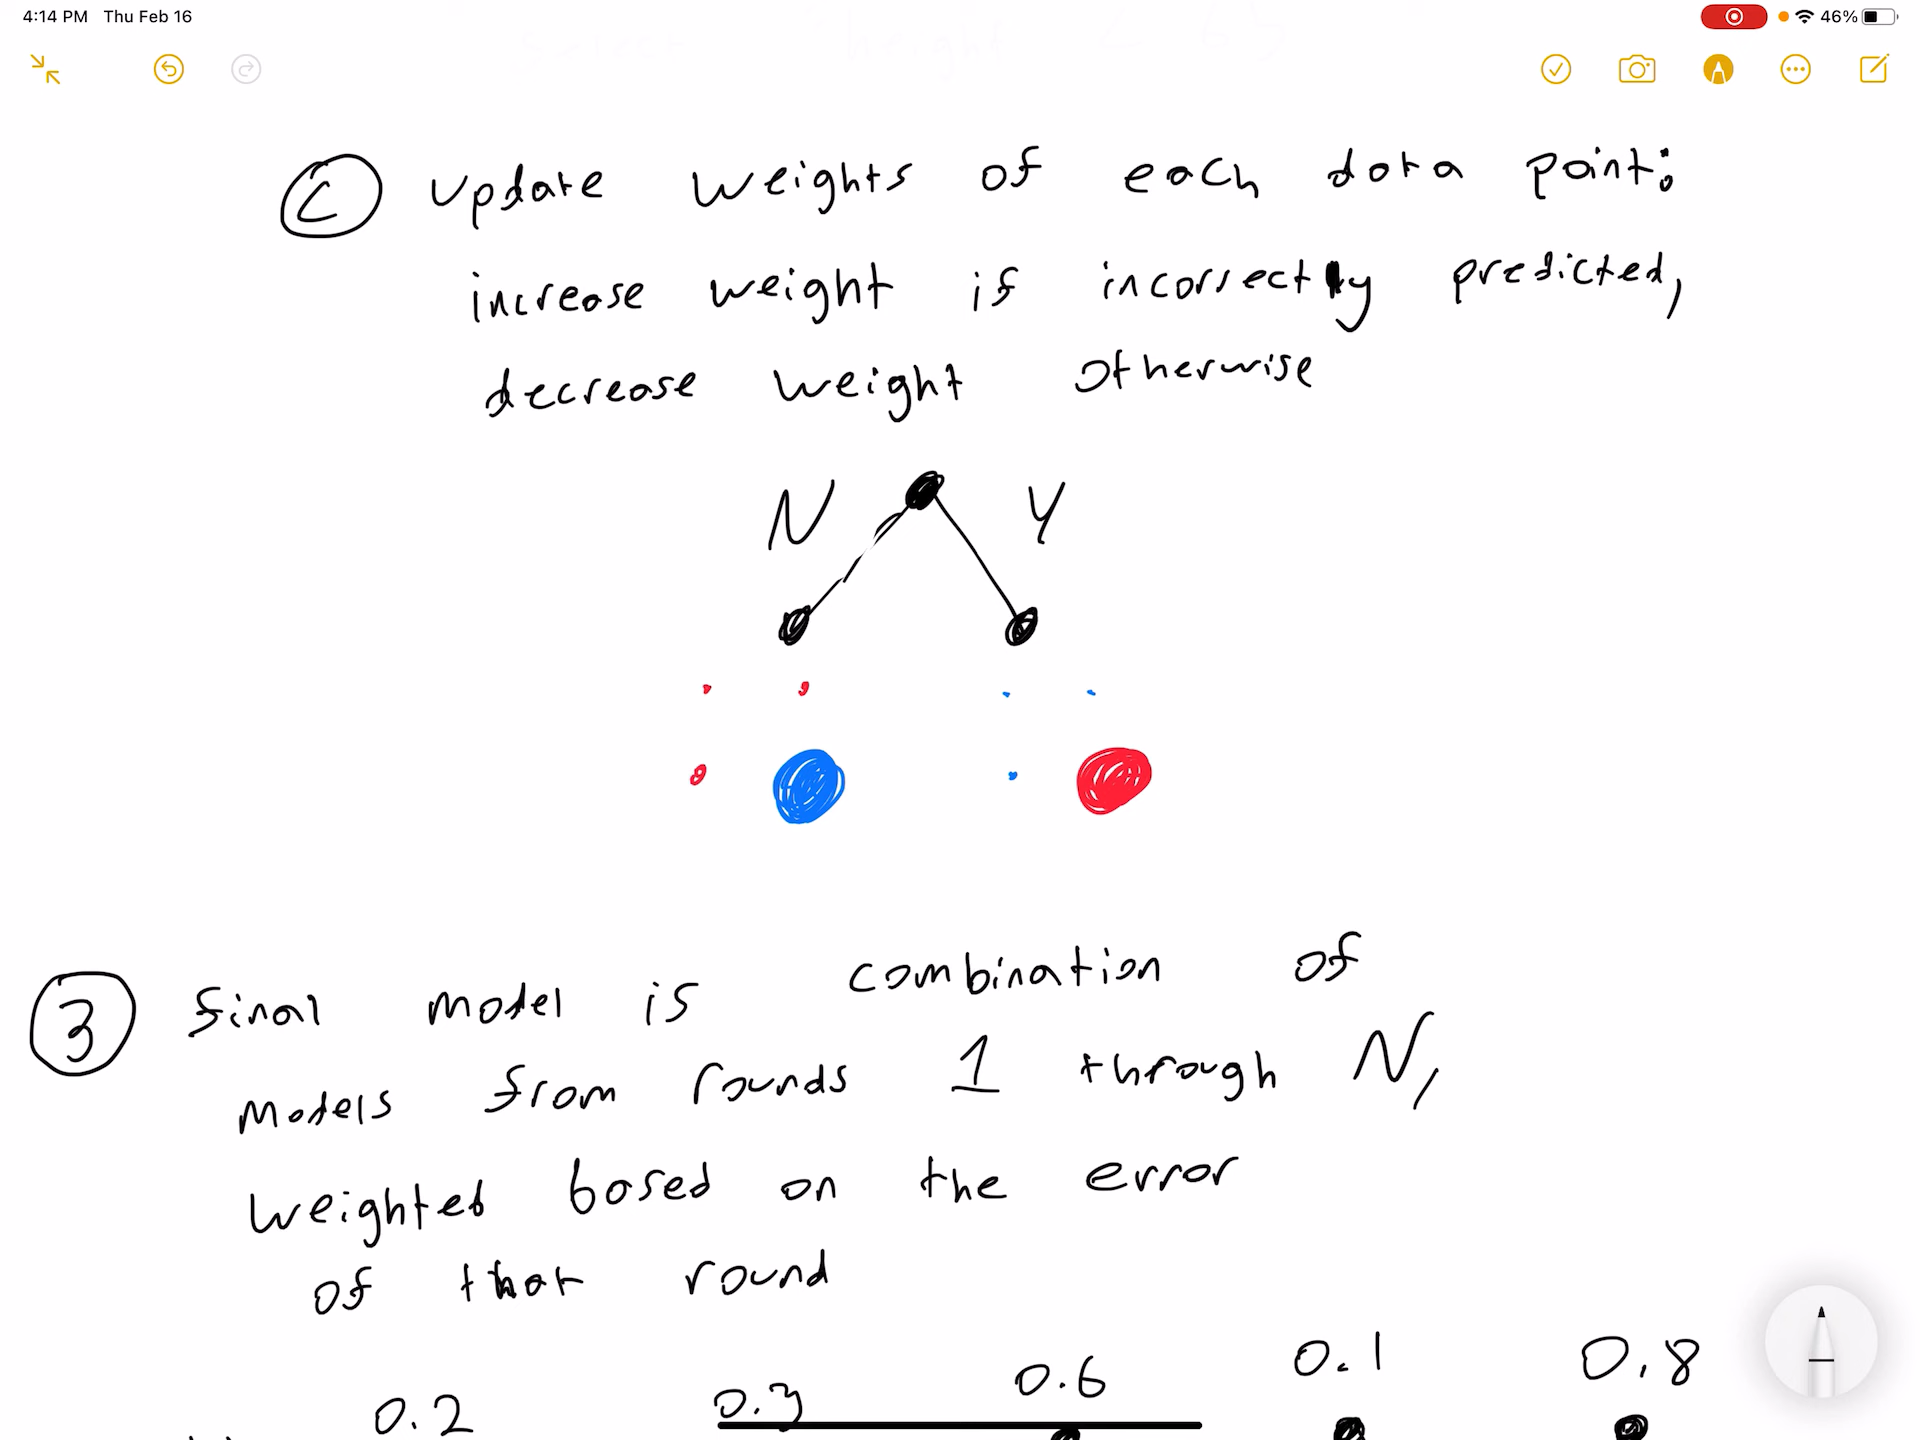 4:14 PM Thu Feb 16
46%
C Update weights of each data point:
increase weight if incorrectly predicted,
decrease weight otherwise
N Y
3 final model is combination of
models from rounds 1 through N,
weighted based on the error
of that round
0.2 0.3 0.6 0.1 0.8